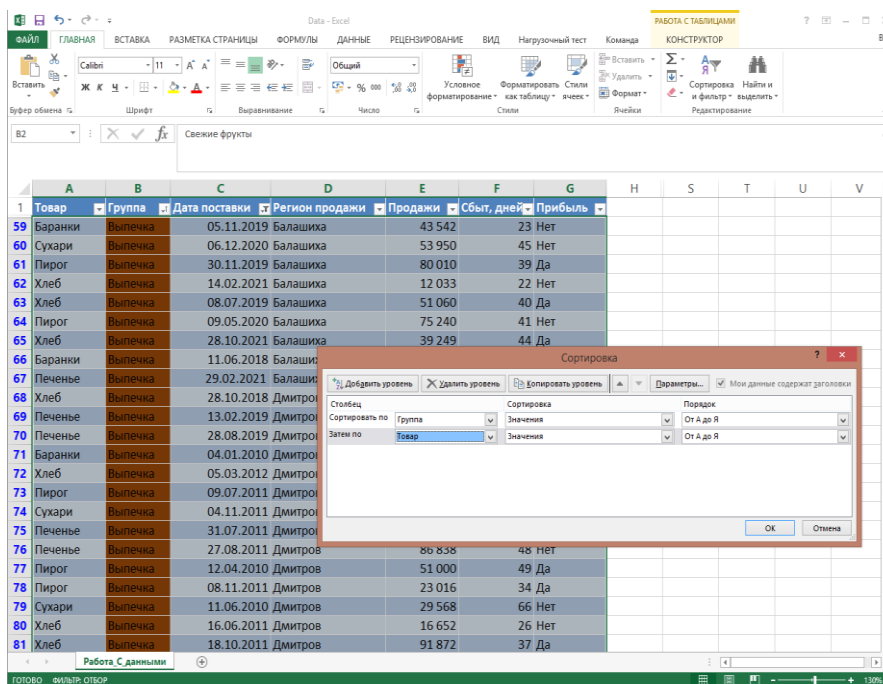 Data - Excel
РАБОТА С ТАБЛИЦАМИ
ФАЙЛ ГЛАВНАЯ ВСТАВКА РАЗМЕТКА СТРАНИЦЫ ФОРМУЛЫ ДАННЫЕ РЕЦЕНЗИРОВАНИЕ ВИД Нагрузочный тест Команда КОНСТРУКТОР
Вставить
Calibri 11
Ж К Ч
Общий
% 000
Условное форматирование
Форматировать как таблицу
Стили ячеек
Вставить
Удалить
Формат
Сортировка и фильтр
Найти и выделить
Буфер обмена Шрифт Выравнивание Число Стили Ячейки Редактирование
B2 fx Свежие фрукты
A B C D E F G H S T U V
1 Товар Группа Дата поставки Регион продажи Продажи Сбыт, дней Прибыль
59 Баранки Выпечка 05.11.2019 Балашиха 43 542 23 Нет
60 Сухари Выпечка 06.12.2020 Балашиха 53 950 45 Нет
61 Пирог Выпечка 30.11.2019 Балашиха 80 010 39 Да
62 Хлеб Выпечка 14.02.2021 Балашиха 12 033 22 Нет
63 Хлеб Выпечка 08.07.2019 Балашиха 51 060 40 Да
64 Пирог Выпечка 09.05.2020 Балашиха 75 240 41 Нет
65 Хлеб Выпечка 28.10.2021 Балашиха 39 249 44 Да
66 Баранки Выпечка 11.06.2018 Балаши
67 Печенье Выпечка 29.02.2021 Балаши
68 Хлеб Выпечка 28.10.2018 Дмитро
69 Печенье Выпечка 13.02.2019 Дмитро
70 Печенье Выпечка 28.08.2019 Дмитро
71 Баранки Выпечка 04.01.2010 Дмитро
72 Хлеб Выпечка 05.03.2012 Дмитро
73 Пирог Выпечка 09.07.2011 Дмитро
74 Сухари Выпечка 04.11.2011 Дмитро
75 Печенье Выпечка 31.07.2011 Дмитро
76 Печенье Выпечка 27.08.2011 Дмитров 86 838 48 Нет
77 Пирог Выпечка 12.04.2010 Дмитров 51 000 49 Да
78 Пирог Выпечка 08.11.2011 Дмитров 23 016 34 Да
79 Сухари Выпечка 11.06.2010 Дмитров 29 568 66 Нет
80 Хлеб Выпечка 16.06.2011 Дмитров 16 652 26 Нет
81 Хлеб Выпечка 18.10.2011 Дмитров 91 872 37 Да
Сортировка
Добавить уровень Удалить уровень Копировать уровень Параметры... Мои данные содержат заголовки
Столбец Сортировка Порядок
Сортировать по Группа Значения От А до Я
Затем по Товар Значения От А до Я
ОК Отмена
Работа_С_данными
ГОТОВО ФИЛЬТР: ОТБОР 130%